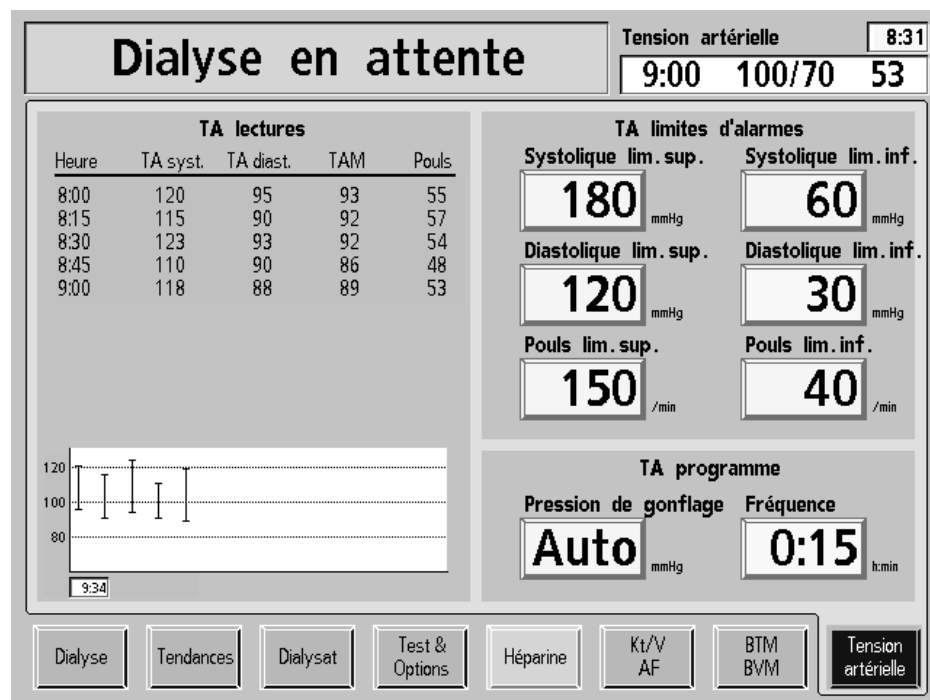 Dialyse en attente
Tension artérielle 8:31
9:00 100/70 53
TA lectures
Heure TA syst. TA diast. TAM Pouls
8:00 120 95 93 55
8:15 115 90 92 57
8:30 123 93 92 54
8:45 110 90 86 48
9:00 118 88 89 53
120
100
80
9:34
TA limites d'alarmes
Systolique lim.sup. Systolique lim.inf.
180 mmHg 60 mmHg
Diastolique lim.sup. Diastolique lim.inf.
120 mmHg 30 mmHg
Pouls lim.sup. Pouls lim.inf.
150 /min 40 /min
TA programme
Pression de gonflage Fréquence
Auto mmHg 0:15 h:min
Dialyse
Tendances
Dialysat
Test &
Options
Héparine
Kt/V
AF
BTM
BVM
Tension
artérielle